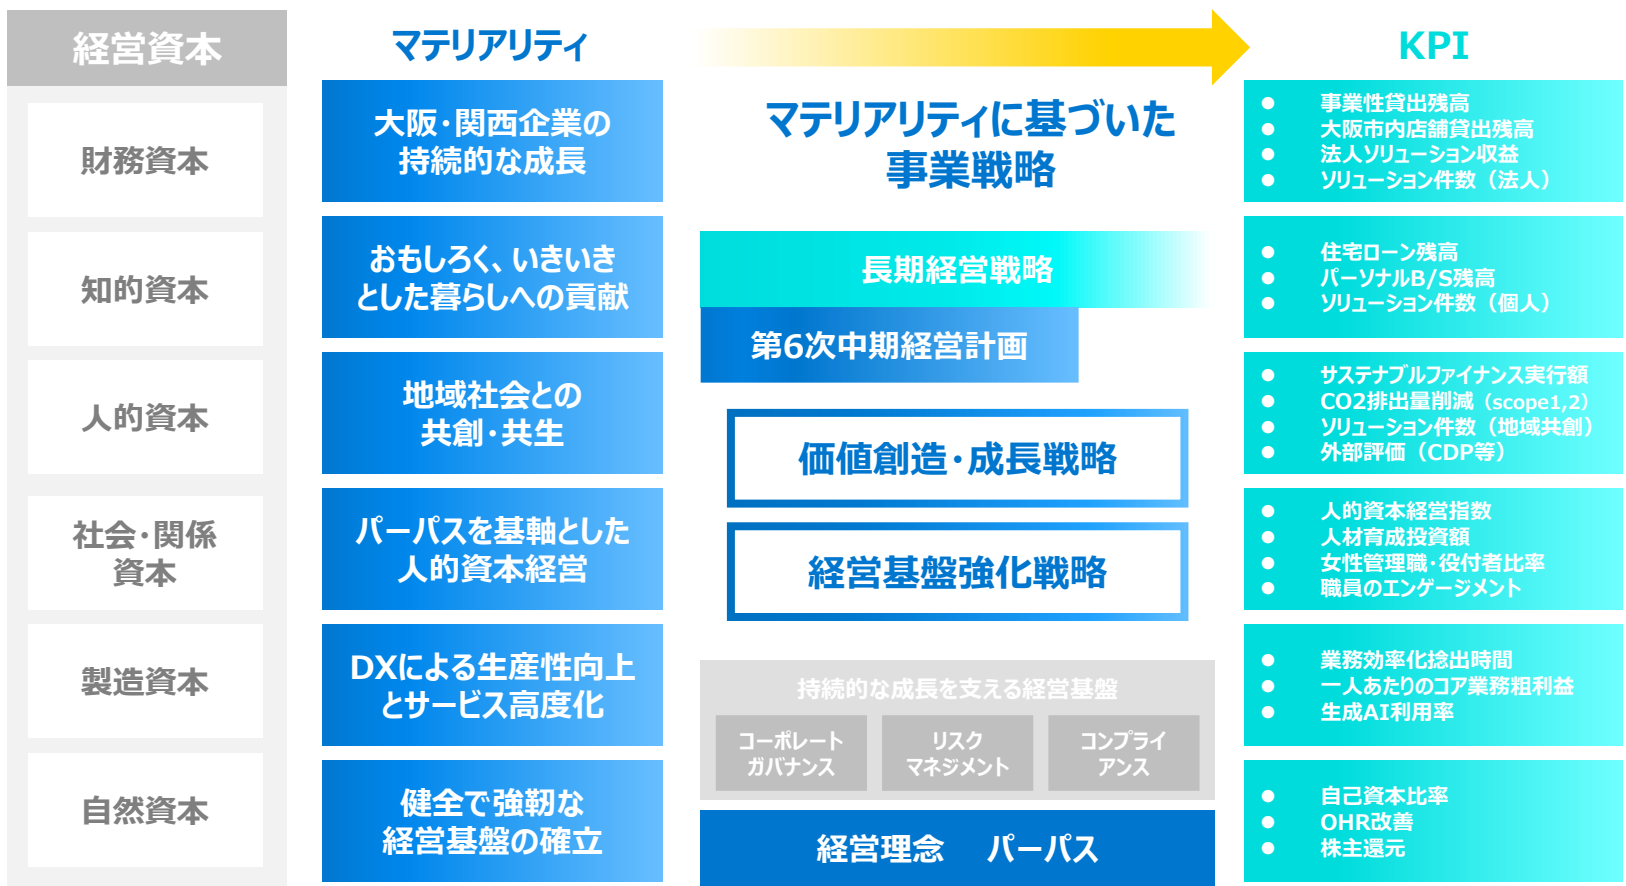 経営資本
財務資本
知的資本
人的資本
社会・関係
資本
製造資本
自然資本
マテリアリティ
大阪・関西企業の
持続的な成長
おもしろく、いきいき
とした暮らしへの貢献
地域社会との
共創・共生
パーパスを基軸とした
人的資本経営
DXによる生産性向上
とサービス高度化
健全で強靭な
経営基盤の確立
マテリアリティに基づいた
事業戦略
長期経営戦略
第6次中期経営計画
価値創造・成長戦略
経営基盤強化戦略
持続的な成長を支える経営基盤
コーポレート
ガバナンス
リスク
マネジメント
コンプライ
アンス
経営理念 パーパス
KPI
● 事業性貸出残高
● 大阪市内店舗貸出残高
● 法人ソリューション収益
● ソリューション件数（法人）
● 住宅ローン残高
● パーソナルB/S残高
● ソリューション件数（個人）
● サステナブルファイナンス実行額
● CO2排出量削減（scope1,2）
● ソリューション件数（地域共創）
● 外部評価（CDP等）
● 人的資本経営指数
● 人材育成投資額
● 女性管理職・役付者比率
● 職員のエンゲージメント
● 業務効率化捻出時間
● 一人あたりのコア業務粗利益
● 生成AI利用率
● 自己資本比率
● OHR改善
● 株主還元